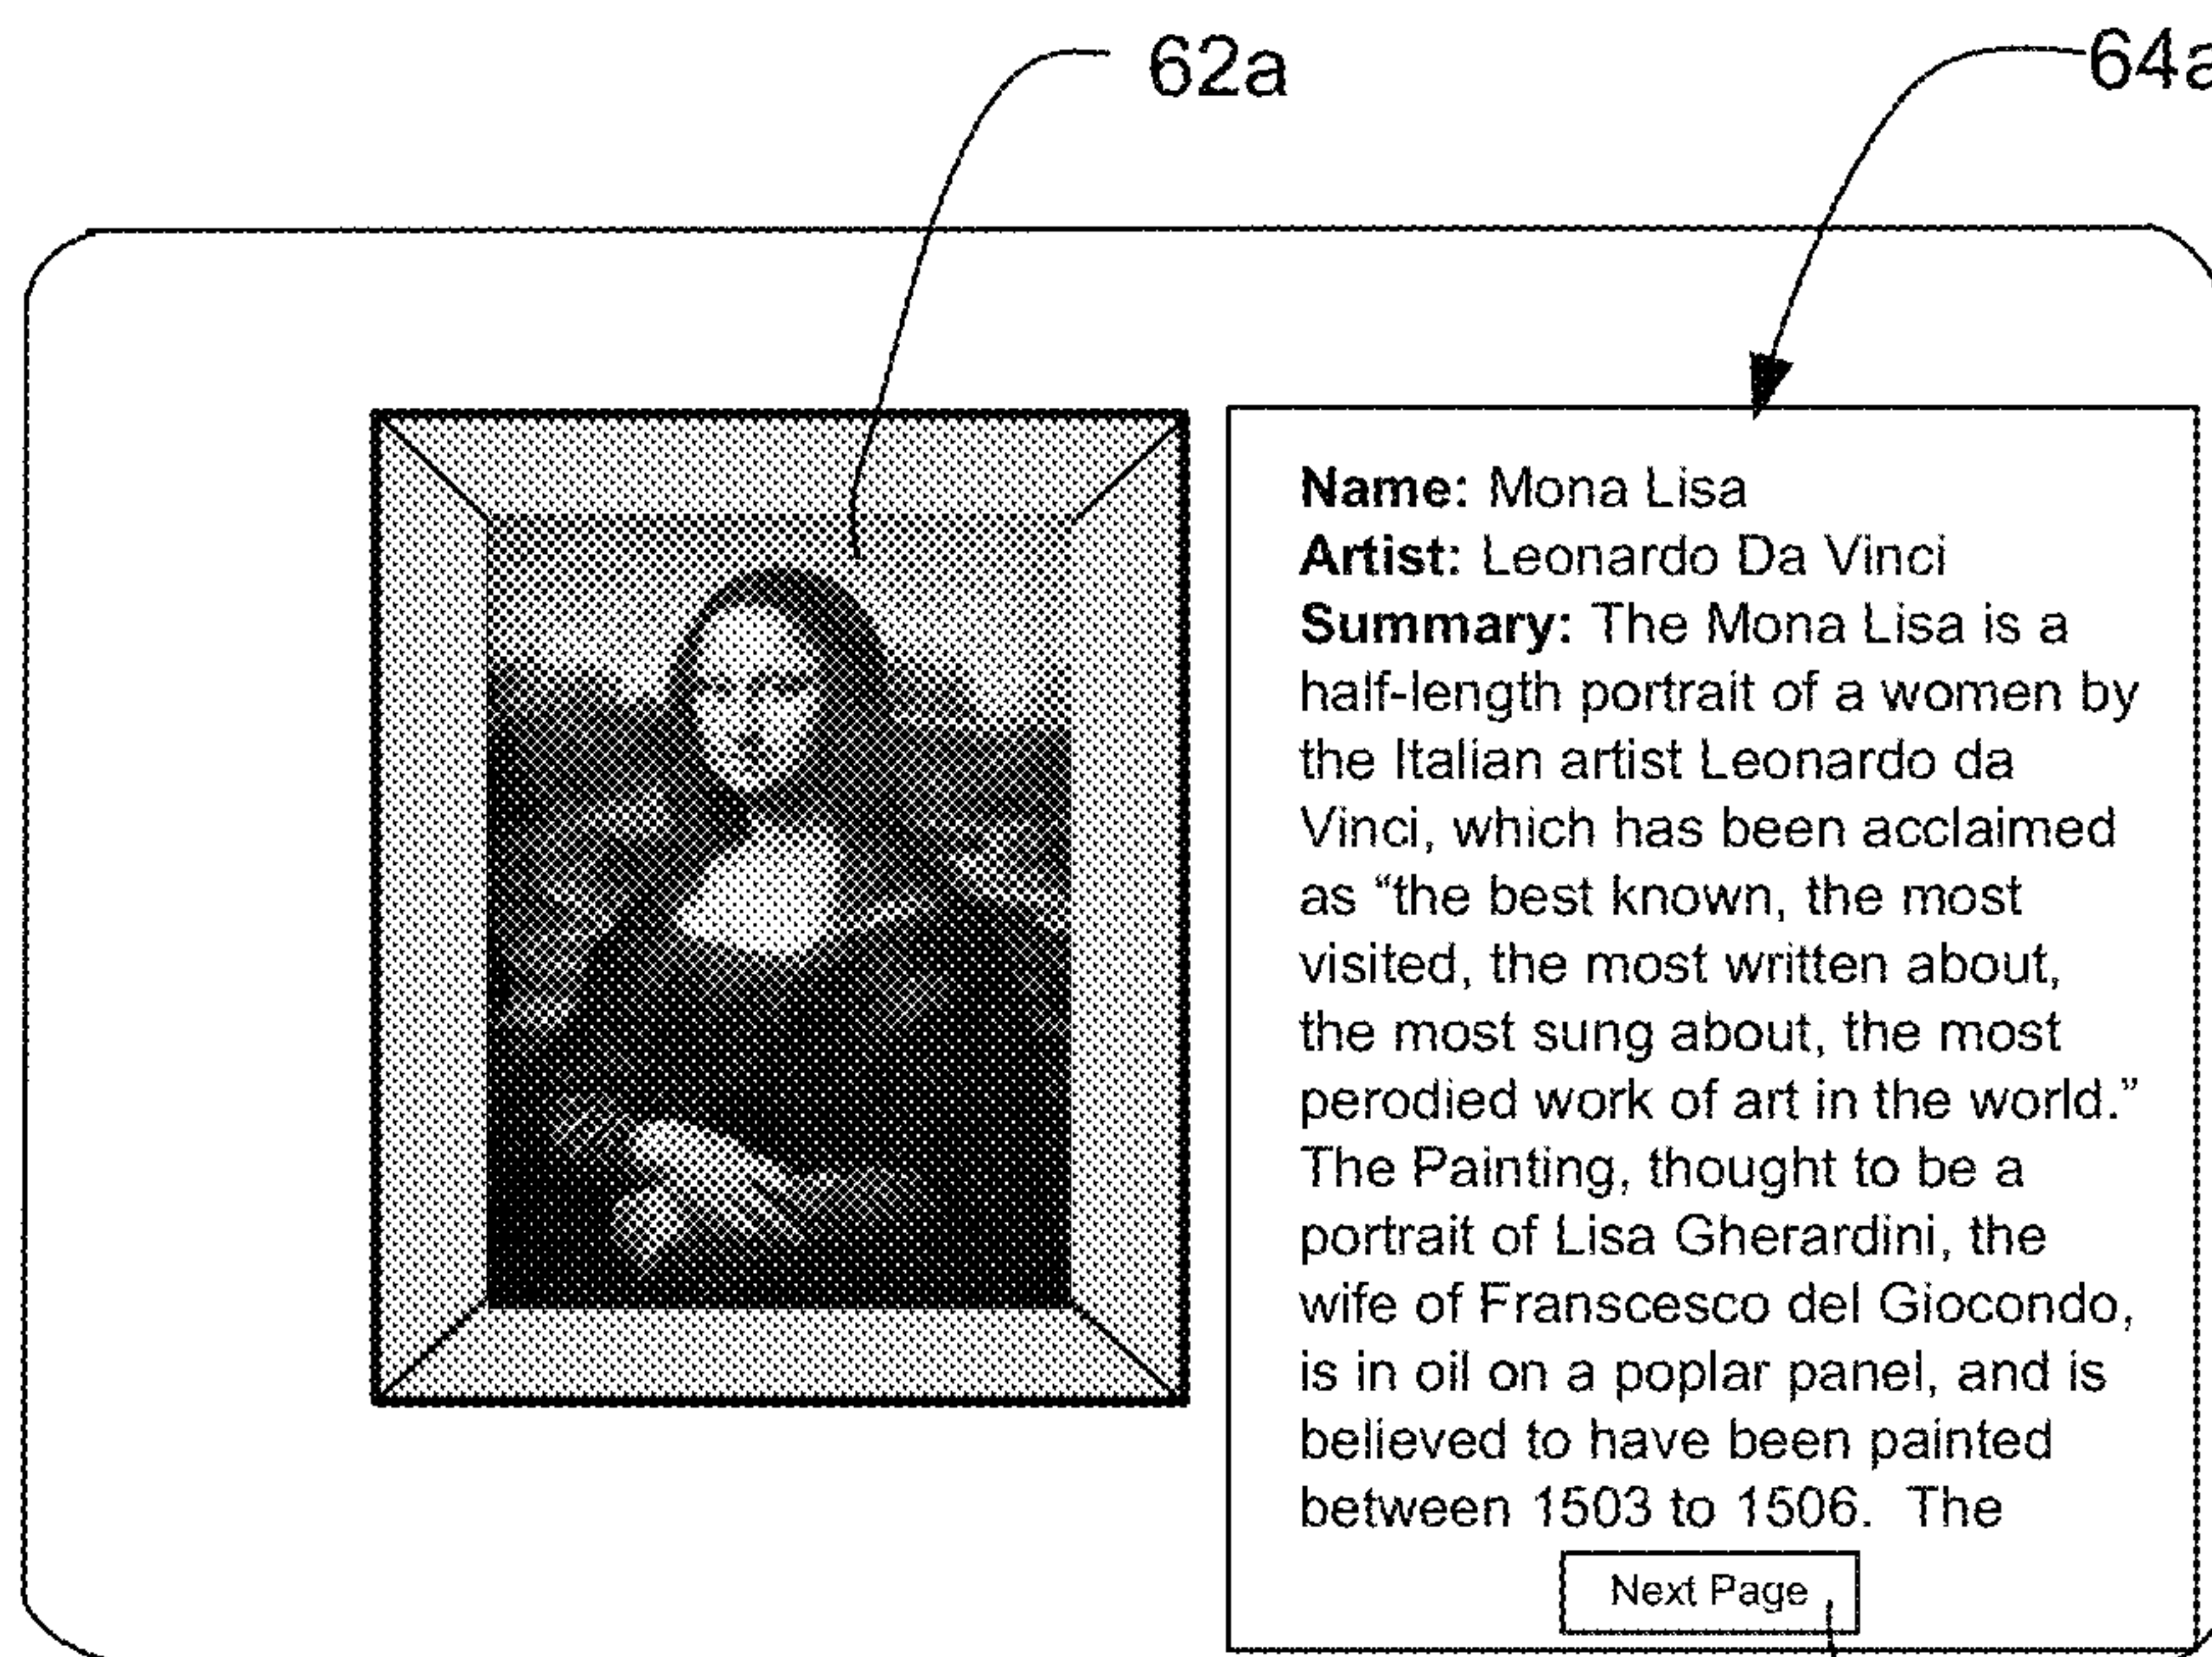 62a
64a
Name: Mona Lisa
Artist: Leonardo Da Vinci
Summary: The Mona Lisa is a
half-length portrait of a women by
the Italian artist Leonardo da
Vinci, which has been acclaimed
as “the best known, the most
visited, the most written about,
the most sung about, the most
perodied work of art in the world.”
The Painting, thought to be a
portrait of Lisa Gherardini, the
wife of Franscesco del Giocondo,
is in oil on a poplar panel, and is
believed to have been painted
between 1503 to 1506.  The
Next Page